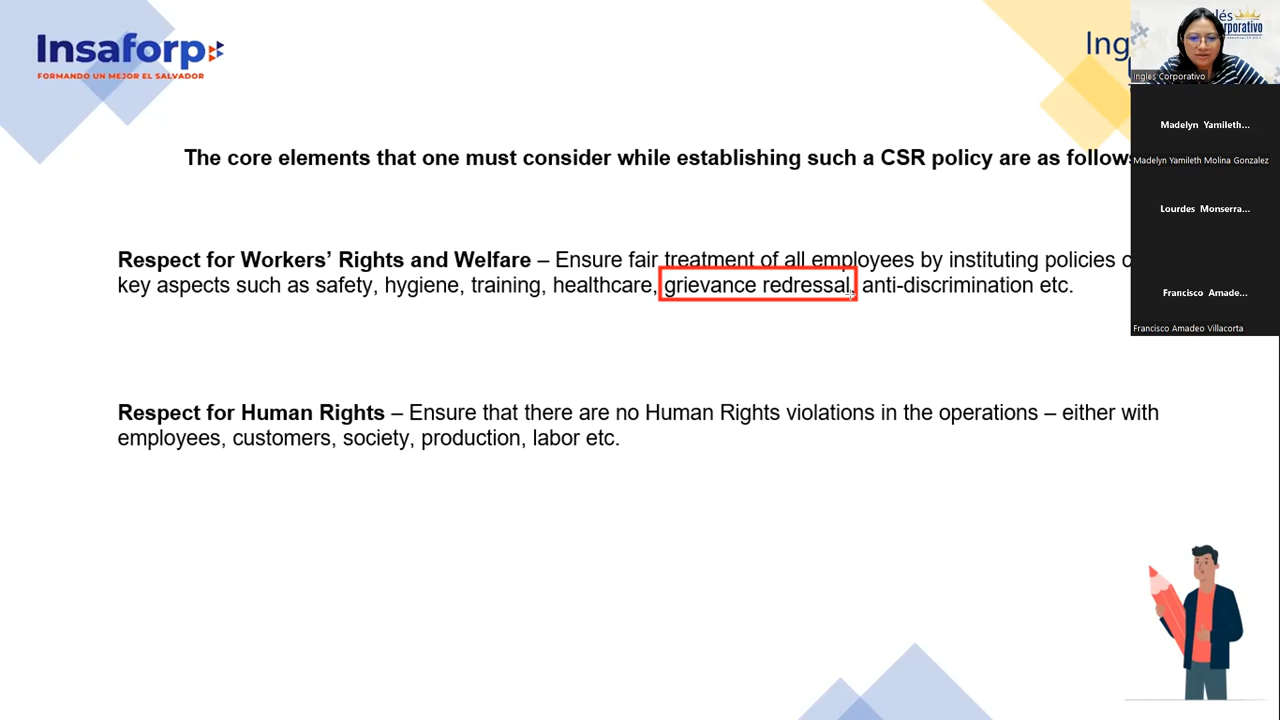 Insaforp
FORMANDO UN MEJOR EL SALVADOR
Ing
Ingles Corporativo
Madelyn Yamileth...
Madelyn Yamileth Molina Gonzalez
Lourdes Monserra...
Francisco Amade...
Francisco Amadeo Villacorta
The core elements that one must consider while establishing such a CSR policy are as follows
Respect for Workers’ Rights and Welfare – Ensure fair treatment of all employees by instituting policies
key aspects such as safety, hygiene, training, healthcare, grievance redressal, anti-discrimination etc.
Respect for Human Rights – Ensure that there are no Human Rights violations in the operations – either with
employees, customers, society, production, labor etc.